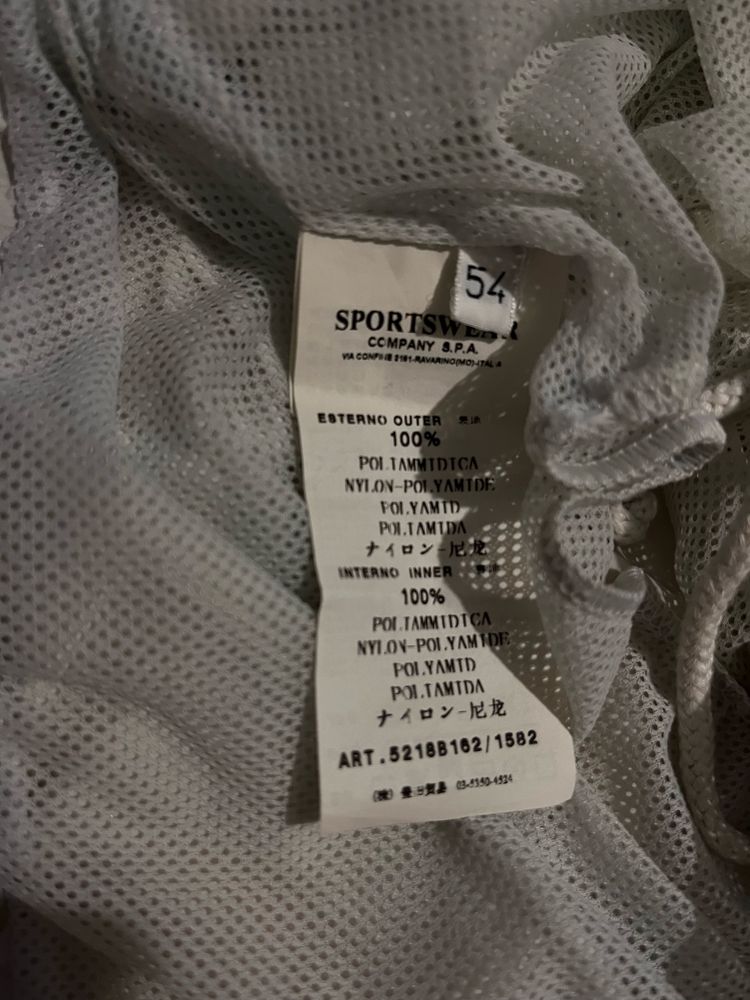 54
SPORTSWEAR
COMPANY S.P.A.
ESTERNO OUTER
100%
POLIAMMIDICA
NYLON-POLYAMIDE
POLYAMID
POLIAMIDA
ナイロン-尼龙
INTERNO INNER
100%
POLIAMMIDICA
NYLON-POLYAMIDE
POLYAMID
POLIAMIDA
ナイロン-尼龙
ART.5218B162/1582
(株)